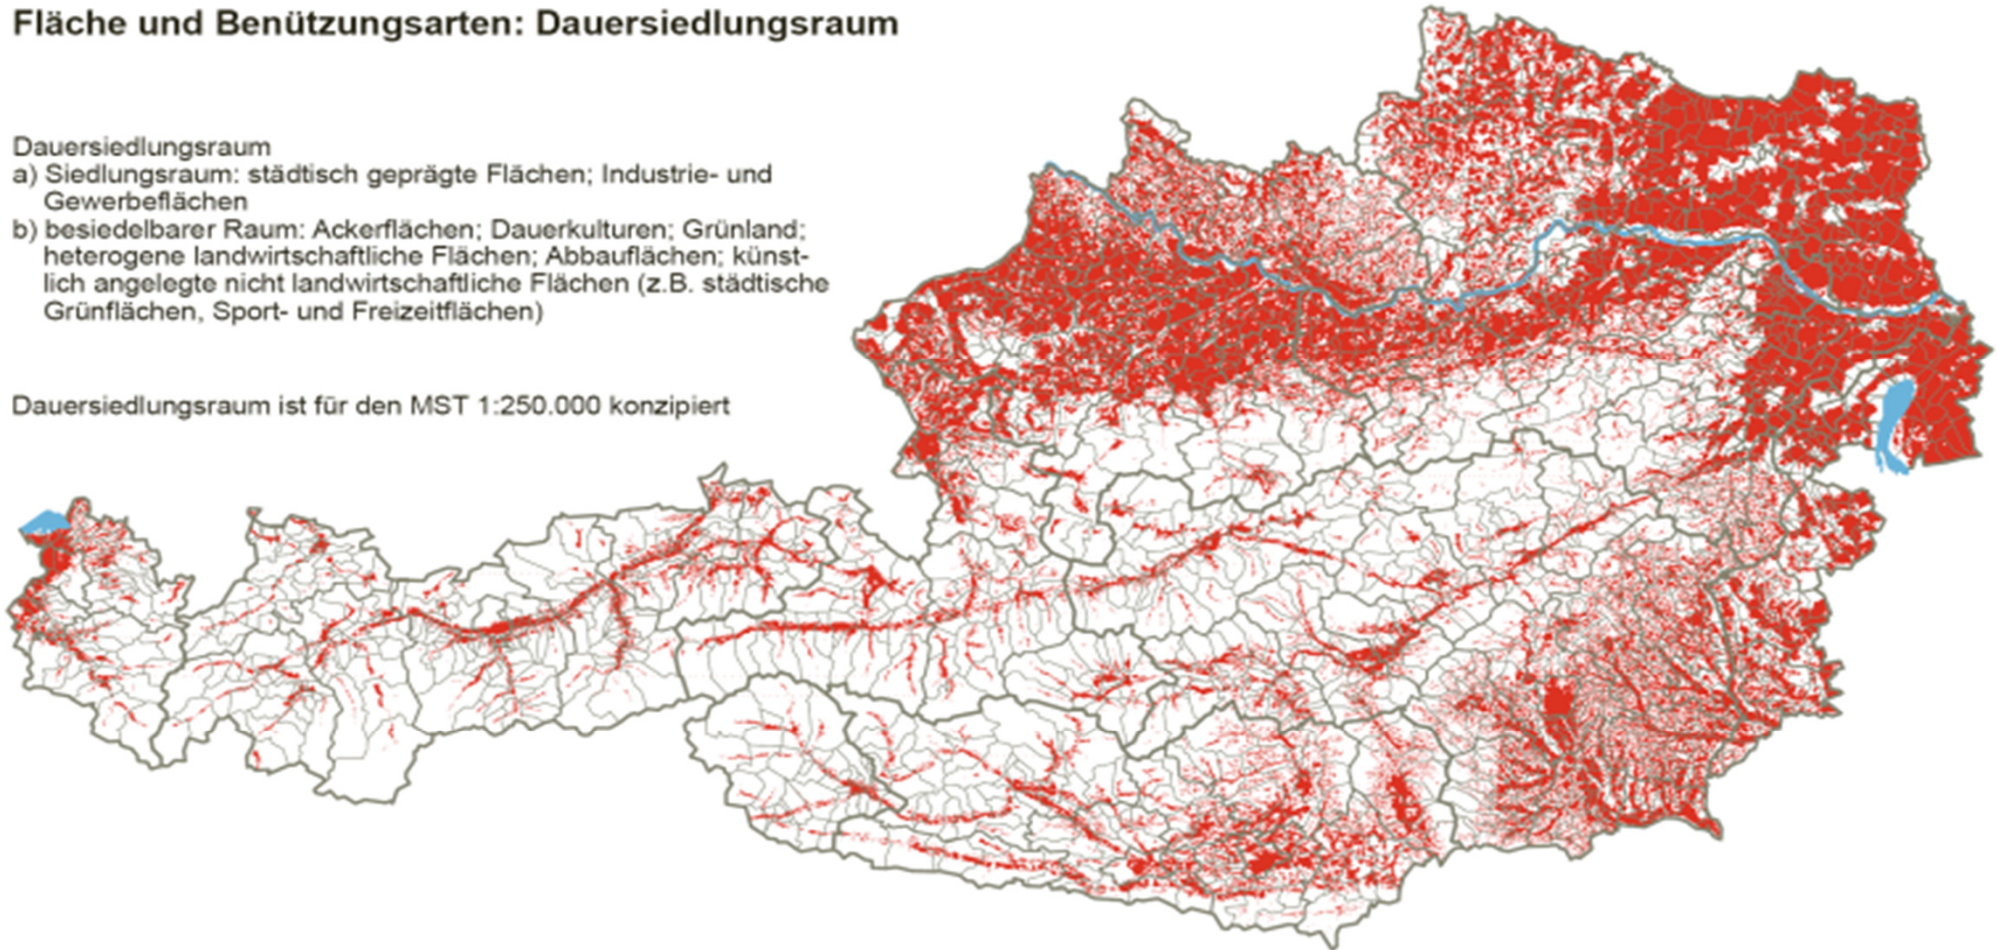 Fläche und Benützungsarten: Dauersiedlungsraum
Dauersiedlungsraum
a) Siedlungsraum: städtisch geprägte Flächen; Industrie- und
Gewerbeflächen
b) besiedelbarer Raum: Ackerflächen; Dauerkulturen; Grünland;
heterogene landwirtschaftliche Flächen; Abbauflächen; künst-
lich angelegte nicht landwirtschaftliche Flächen (z.B. städtische
Grünflächen, Sport- und Freizeitflächen)
Dauersiedlungsraum ist für den MST 1:250.000 konzipiert